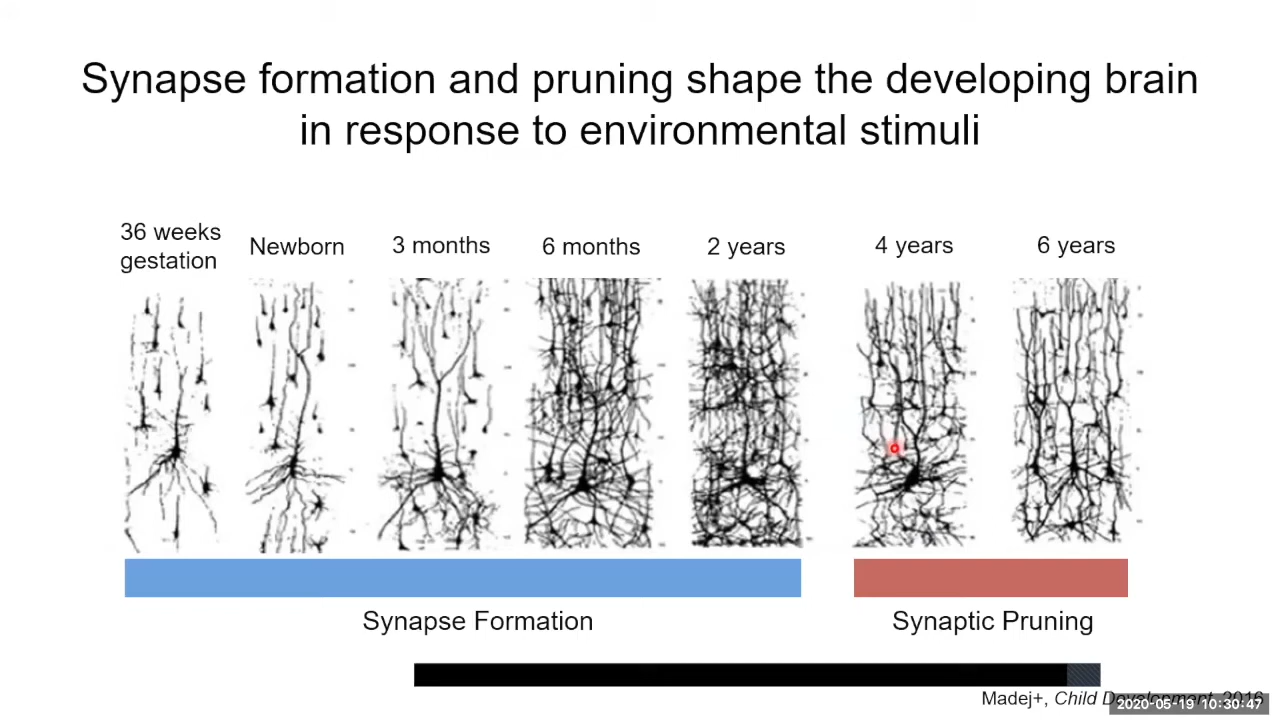 Synapse formation and pruning shape the developing brain
in response to environmental stimuli
36 weeks
gestation
Newborn
3 months
6 months
2 years
4 years
6 years
Synapse Formation
Synaptic Pruning
Madej+, Child Development, 2016
2020-05-19 10:30:47